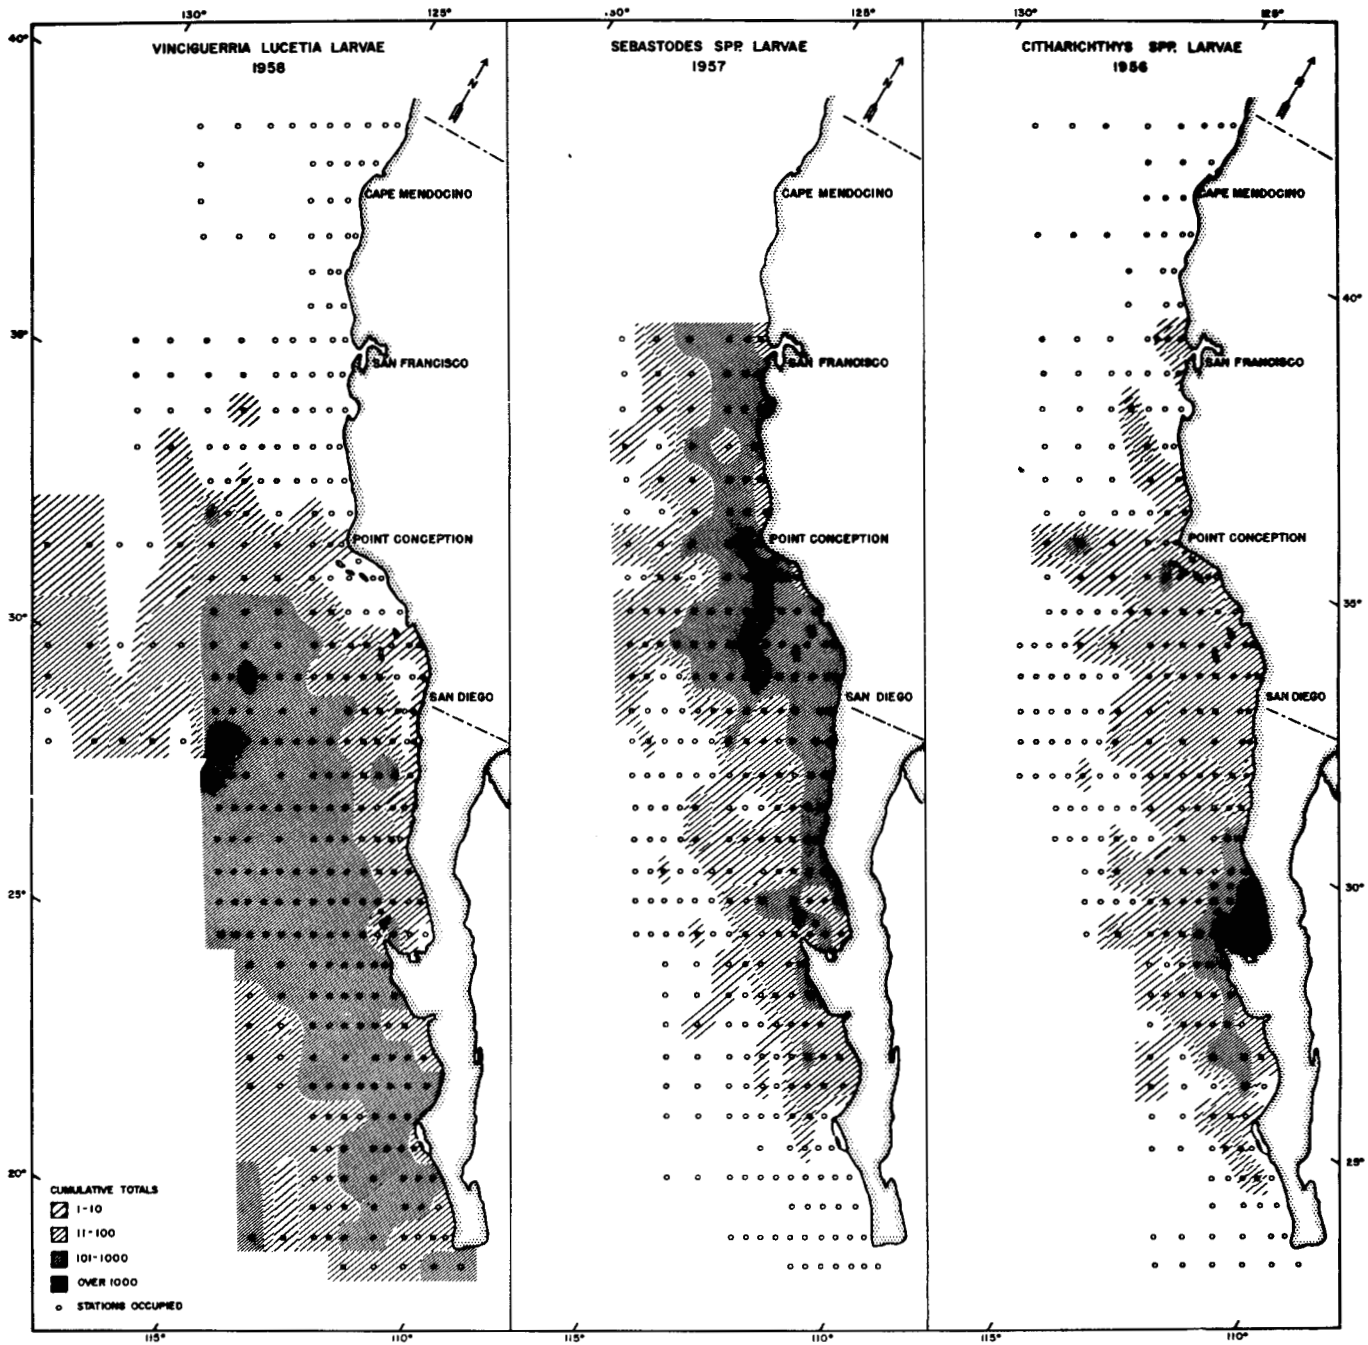 130° 125° 130° 125° 130° 125°
40°
VINCIGUERRIA LUCETIA LARVAE
1958
N
SEBASTODES SPP. LARVAE
1957
N
CITHARICHTHYS SPP. LARVAE
1956
N
CAPE MENDOCINO
CAPE MENDOCINO
CAPE MENDOCINO
40°
35°
SAN FRANCISCO
SAN FRANCISCO
SAN FRANCISCO
POINT CONCEPTION
POINT CONCEPTION
POINT CONCEPTION
35°
30°
SAN DIEGO
SAN DIEGO
SAN DIEGO
25°
30°
20°
25°
CUMULATIVE TOTALS
1-10
11-100
101-1000
OVER 1000
STATIONS OCCUPIED
115° 110° 115° 110° 115° 110°